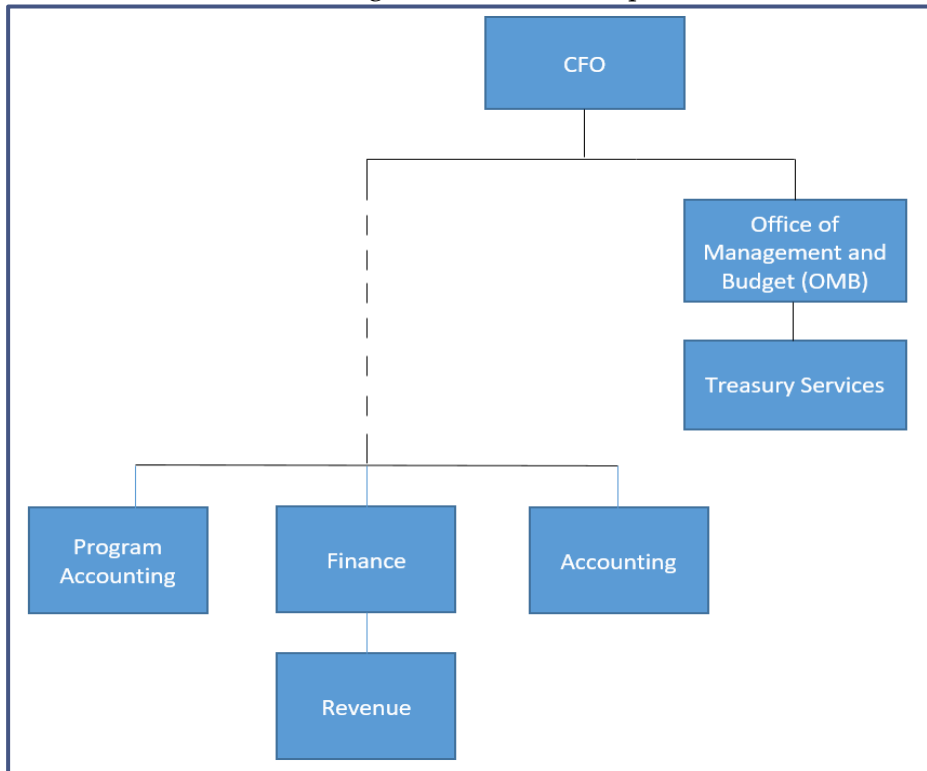 CFO
Office of
Management and
Budget (OMB)
Treasury Services
Program
Accounting
Finance
Accounting
Revenue